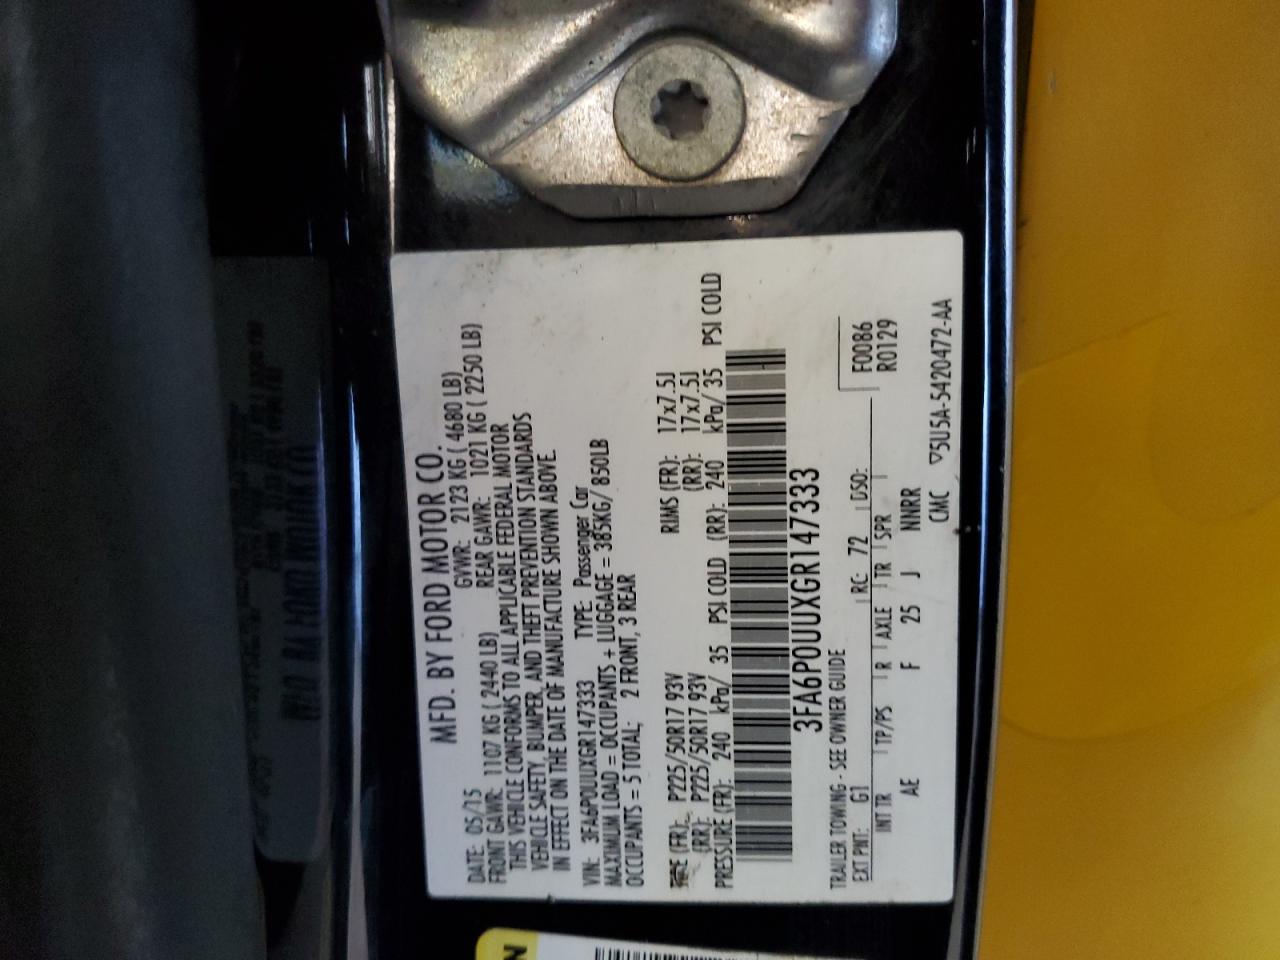 MFD. BY FORD MOTOR CO.
DATE: 05/15 GVWR: 2123 KG ( 4680 LB)
FRONT GAWR: 1107 KG ( 2440 LB) REAR GAWR: 1021 KG ( 2250 LB)
THIS VEHICLE CONFORMS TO ALL APPLICABLE FEDERAL MOTOR
VEHICLE SAFETY, BUMPER, AND THEFT PREVENTION STANDARDS
IN EFFECT ON THE DATE OF MANUFACTURE SHOWN ABOVE.
VIN: 3FA6P0UUXGR147333 TYPE: Passenger Car
MAXIMUM LOAD = OCCUPANTS + LUGGAGE = 385KG/ 850LB
OCCUPANTS = 5 TOTAL; 2 FRONT, 3 REAR
(FR): P225/50R17 93V RIMS (FR): 17x7.5J
(RR): P225/50R17 93V (RR): 17x7.5J
PRESSURE (FR): 240 kPa/ 35 PSI COLD (RR): 240 kPa/ 35 PSI COLD
3FA6P0UUXGR147333
TRAILER TOWING - SEE OWNER GUIDE
EXT PNT: G1 RC: 72 DSO: F0086
R0129
INT TR TP/PS R AXLE TR SPR
AE F 25 J NNRR
CMC ▽5U5A-5420472-AA